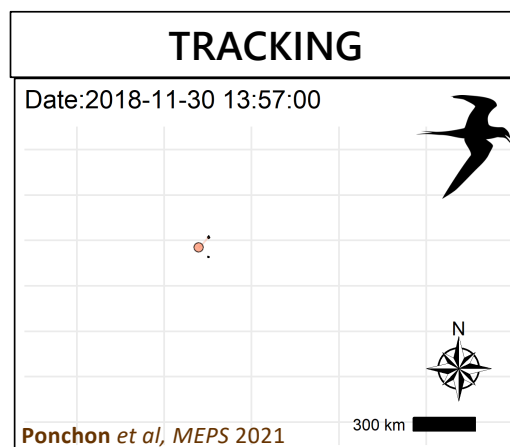 TRACKING
Date:2018-11-30 13:57:00
N
300 km
Ponchon et al, MEPS 2021